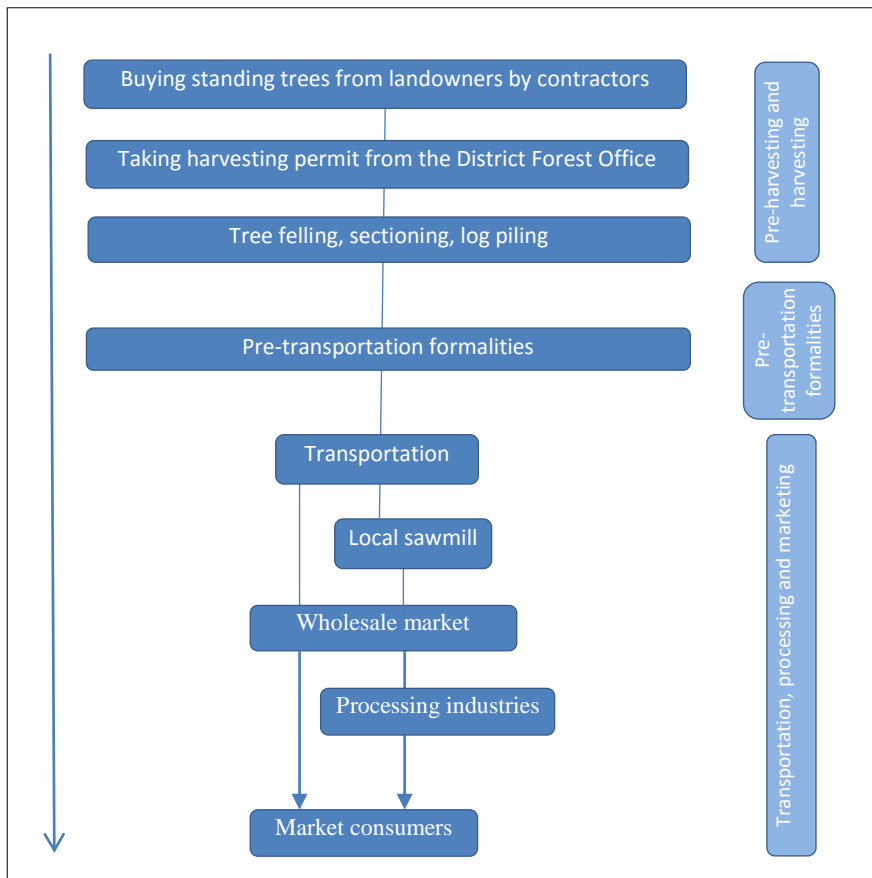 Buying standing trees from landowners by contractors
Taking harvesting permit from the District Forest Office
Tree felling, sectioning, log piling
Pre-transportation formalities
Transportation
Local sawmill
Wholesale market
Processing industries
Market consumers
Pre-harvesting and
harvesting
Pre-
transportation
formalities
Transportation, processing and marketing